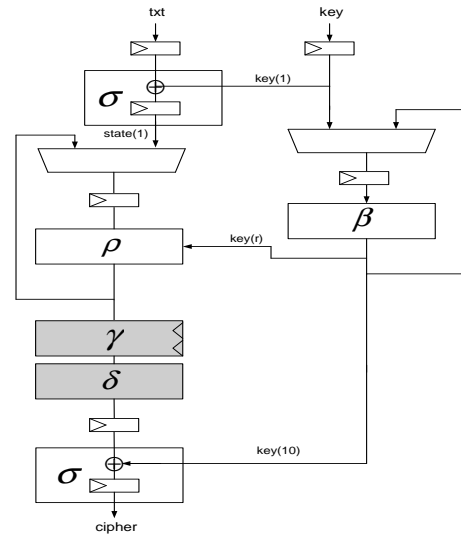 txt key
σ key(1)
state(1)
β
ρ key(r)
γ
δ
σ key(10)
cipher